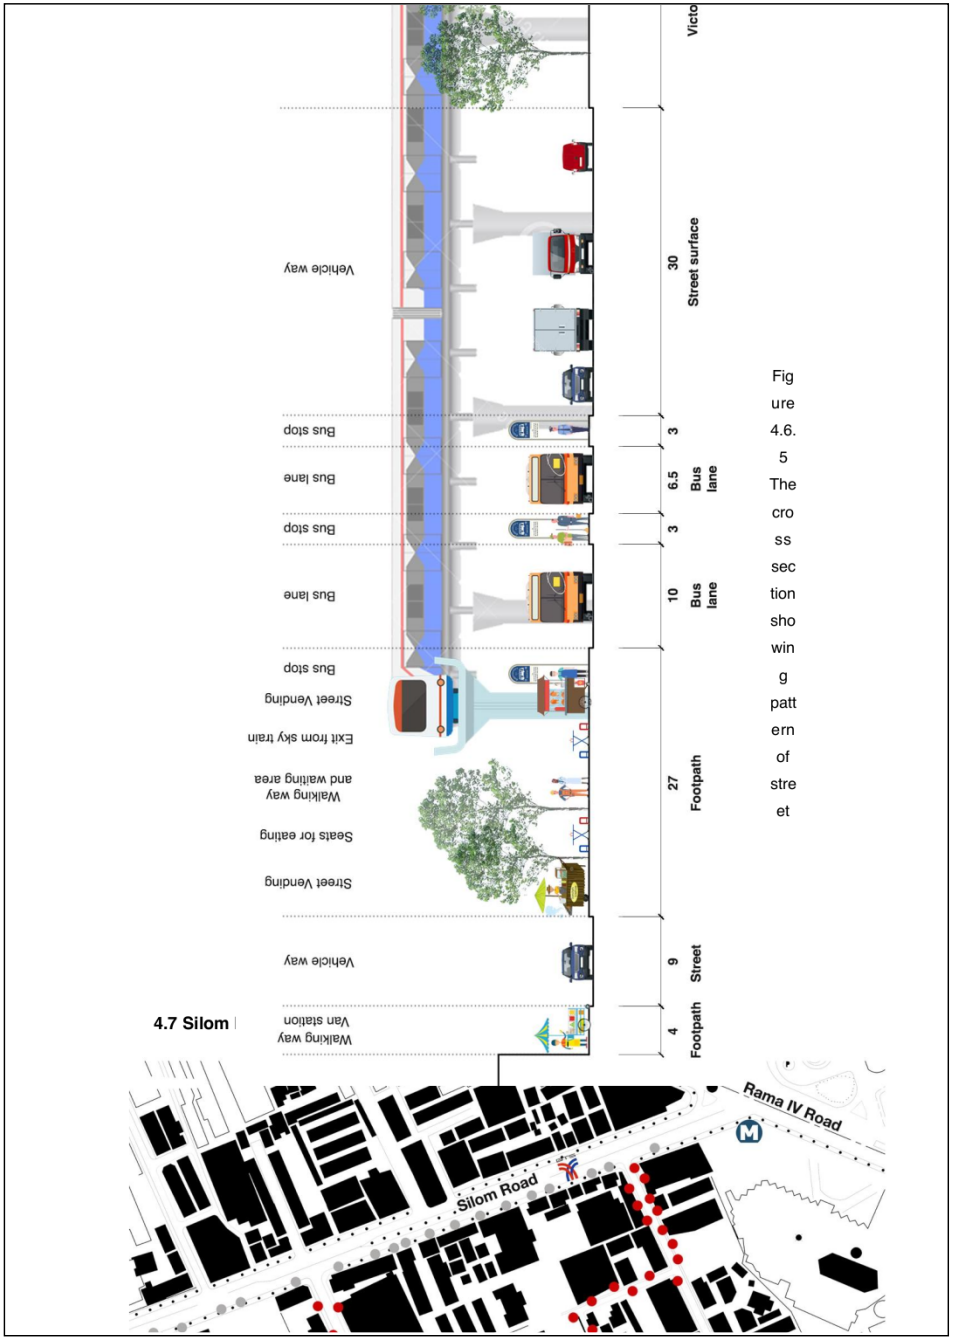 Victo
Vehicle way
30
Street surface
Bus stop
3
Bus lane
6.5
Bus
lane
Bus stop
3
Bus lane
10
Bus
lane
Bus stop
Street Vending
Exit from sky train
Walking way
and waiting area
Seats for eating
Street Vending
27
Footpath
Vehicle way
9
Street
Walking way
Van station
4
Footpath
Fig
ure
4.6.
5
The
cro
ss
sec
tion
sho
win
g
patt
ern
of
stre
et
4.7 Silom
Rama IV Road
M
Silom Road